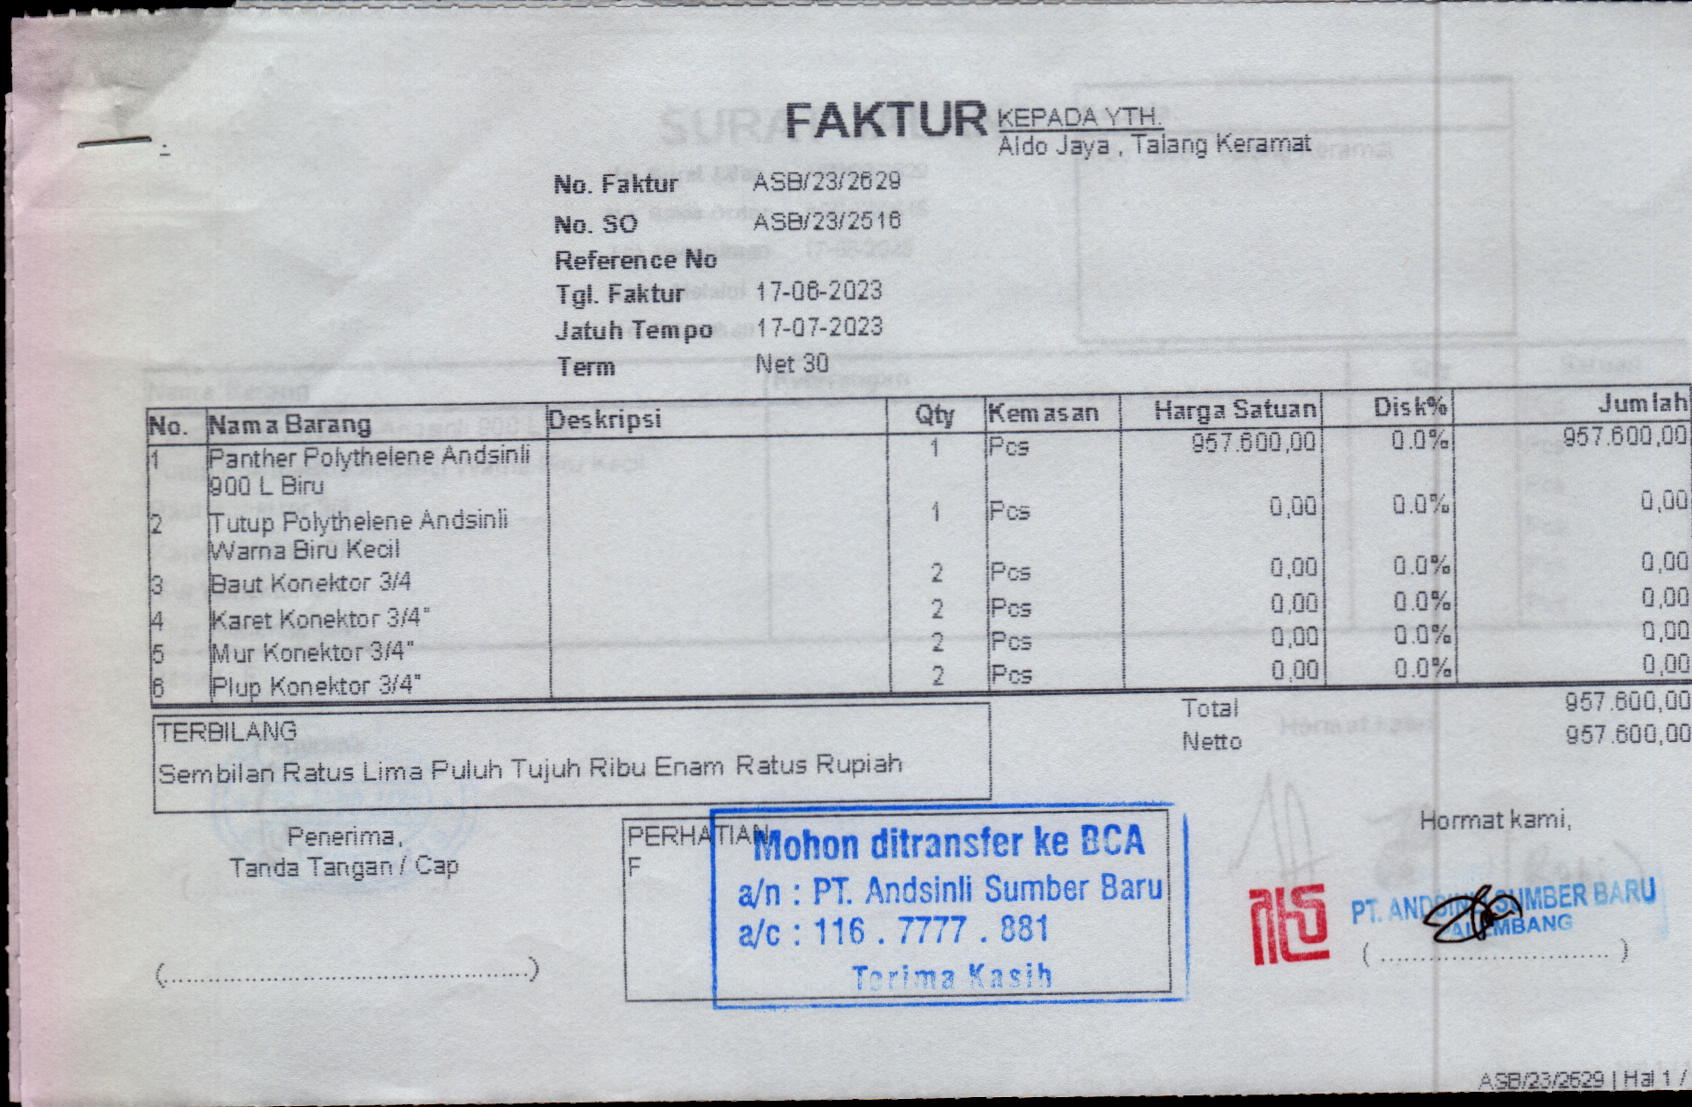 FAKTUR
KEPADA YTH.
Aldo Jaya , Talang Keramat
No. Faktur ASB/23/2629
No. SO ASB/23/2516
Reference No
Tgl. Faktur 17-06-2023
Jatuh Tempo 17-07-2023
Term Net 30
No. Nama Barang Deskripsi Qty Kemasan Harga Satuan Disk% Jumlah
1 Panther Polythelene Andsinli 1 Pcs 957.600,00 0.0% 957.600,00
900 L Biru
2 Tutup Polythelene Andsinli 1 Pcs 0,00 0.0% 0,00
Warna Biru Kecil
3 Baut Konektor 3/4 2 Pcs 0,00 0.0% 0,00
4 Karet Konektor 3/4" 2 Pcs 0,00 0.0% 0,00
5 Mur Konektor 3/4" 2 Pcs 0,00 0.0% 0,00
6 Plup Konektor 3/4" 2 Pcs 0,00 0.0% 0,00
Total 957.600,00
Netto 957.600,00
TERBILANG
Sembilan Ratus Lima Puluh Tujuh Ribu Enam Ratus Rupiah
Penerima,
Tanda Tangan / Cap
(............................................)
PERHATIAN
F
Mohon ditransfer ke BCA
a/n : PT. Andsinli Sumber Baru
a/c : 116 . 7777 . 881
Terima Kasih
Hormat kami,
PT. ANDSINLI SUMBER BARU
PALEMBANG
( ............................ )
ASB/23/2629 | Hal 1 /